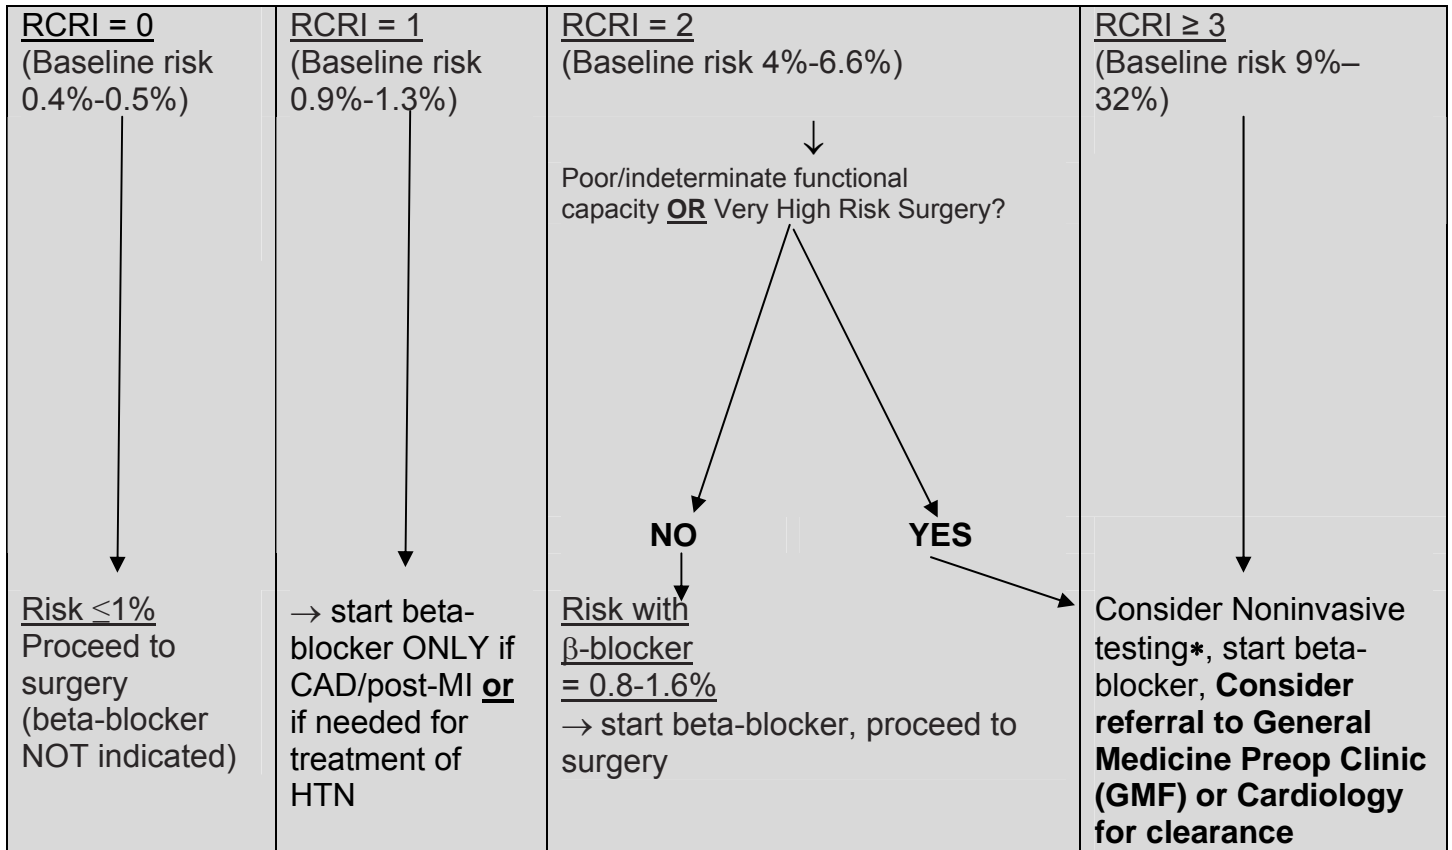 RCRI = 0
(Baseline risk
0.4%-0.5%)
Risk ≤1%
Proceed to
surgery
(beta-blocker
NOT indicated)
RCRI = 1
(Baseline risk
0.9%-1.3%)
→ start beta-
blocker ONLY if
CAD/post-MI or
if needed for
treatment of
HTN
RCRI = 2
(Baseline risk 4%-6.6%)
↓
Poor/indeterminate functional
capacity OR Very High Risk Surgery?
NO
YES
Risk with
β-blocker
= 0.8-1.6%
→ start beta-blocker, proceed to
surgery
RCRI ≥ 3
(Baseline risk 9%–
32%)
Consider Noninvasive
testing*, start beta-
blocker, Consider
referral to General
Medicine Preop Clinic
(GMF) or Cardiology
for clearance